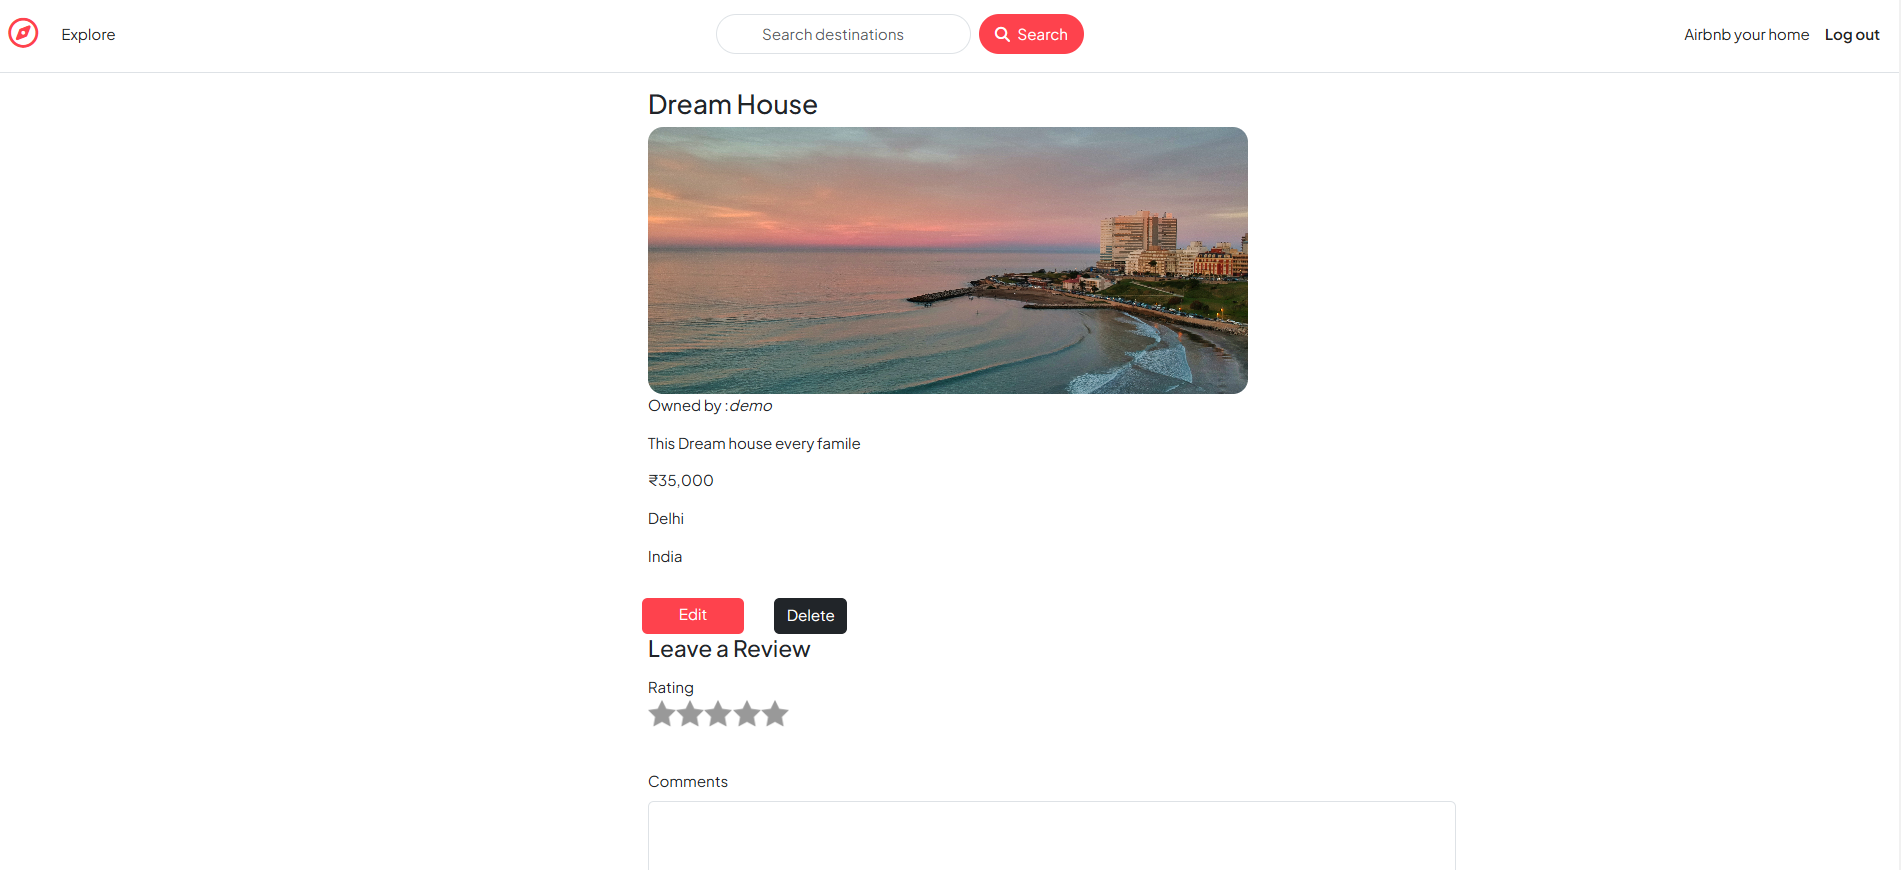 Explore
Search destinations
Search
Airbnb your home
Log out
Dream House
Owned by :demo
This Dream house every famile
₹35,000
Delhi
India
Edit
Delete
Leave a Review
Rating
Comments